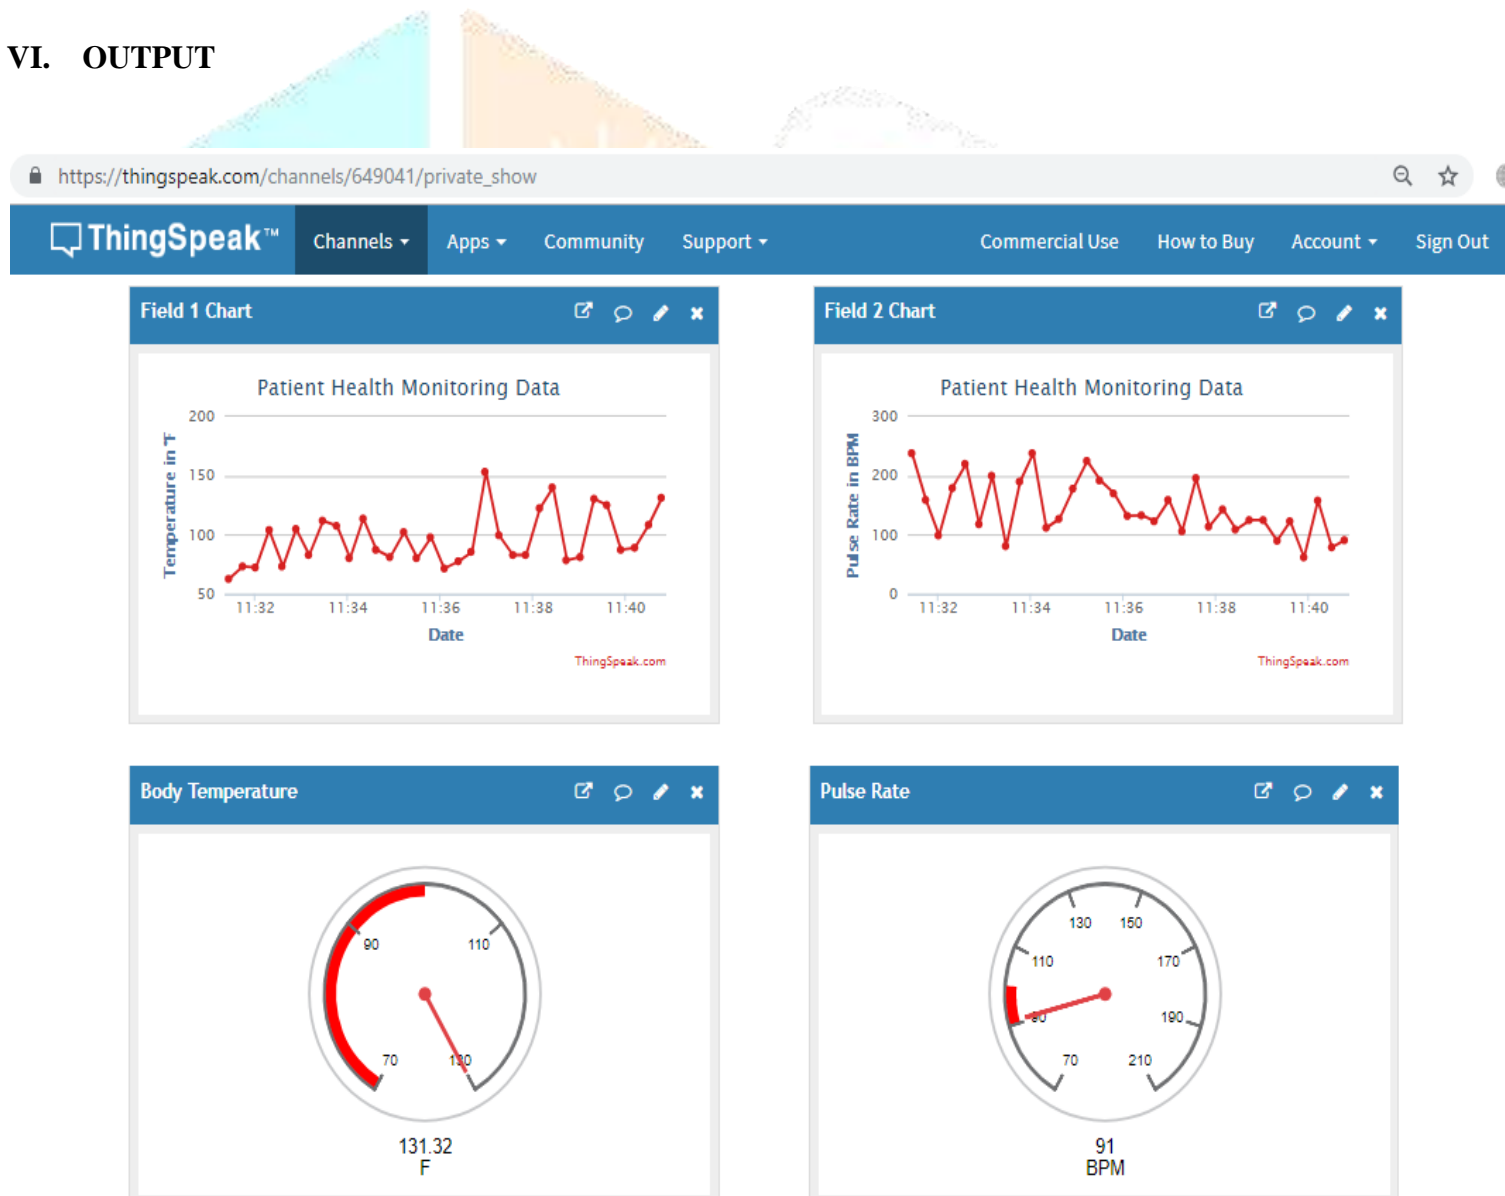 VI. OUTPUT
https://thingspeak.com/channels/649041/private_show
ThingSpeak™ Channels Apps Community Support Commercial Use How to Buy Account Sign Out
Field 1 Chart
Patient Health Monitoring Data
Temperature in °F
200
150
100
50
11:32 11:34 11:36 11:38 11:40
Date
ThingSpeak.com
Field 2 Chart
Patient Health Monitoring Data
Pulse Rate in BPM
300
200
100
0
11:32 11:34 11:36 11:38 11:40
Date
ThingSpeak.com
Body Temperature
90 110
70 130
131.32
F
Pulse Rate
130 150
110 170
90 190
70 210
91
BPM